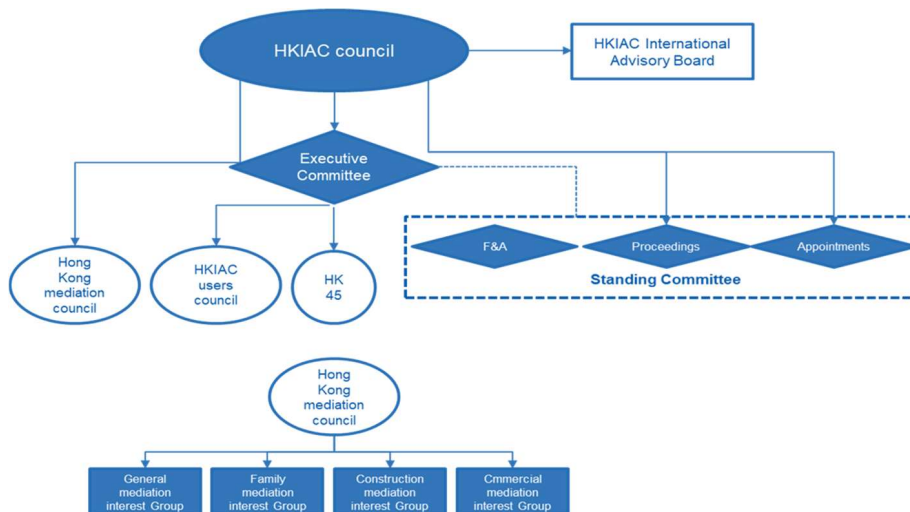 HKIAC council
HKIAC International
Advisory Board
Executive
Committee
F&A
Proceedings
Appointments
Standing Committee
Hong
Kong
mediation
council
HKIAC
users
council
HK
45
Hong
Kong
mediation
council
General
mediation
interest Group
Family
mediation
interest Group
Construction
mediation
interest Group
Cmmercial
mediation
interest Group